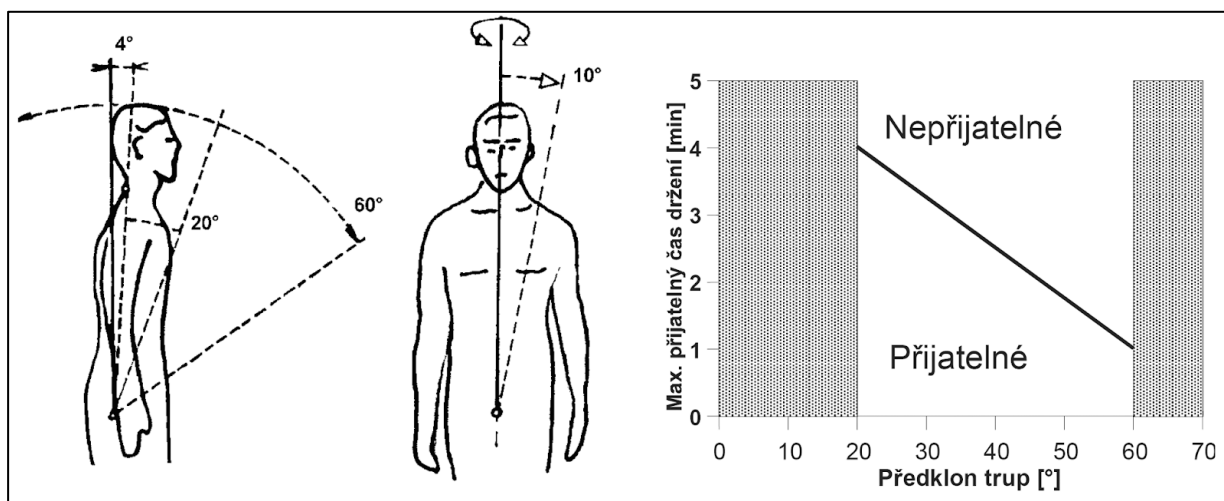 4°
20°
60°
10°
Max. přijatelný čas držení [min]
5
4
3
2
1
0
Nepřijatelné
Přijatelné
0 10 20 30 40 50 60 70
Předklon trup [°]